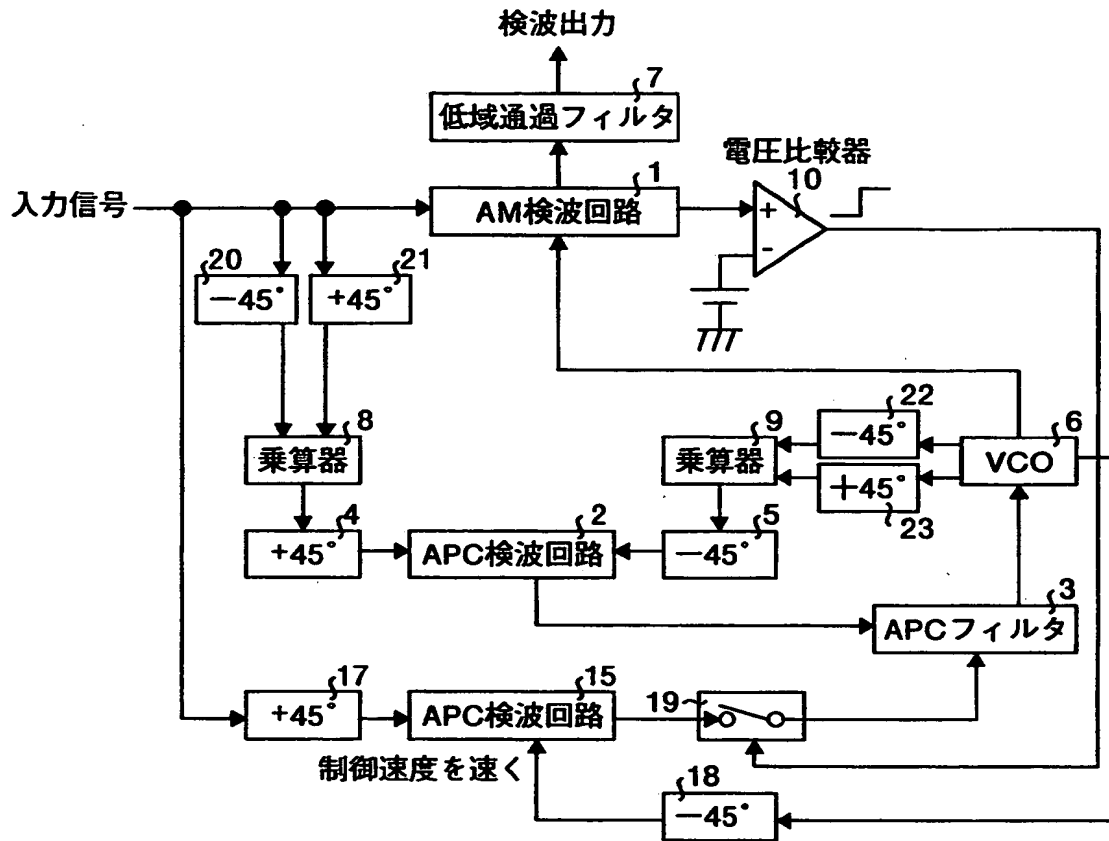 検波出力
7
低域通過フィルタ
電圧比較器
1
10
入力信号
AM検波回路
+
-
20
21
−45°
+45°
8
9
22
6
乗算器
乗算器
−45°
VCO
+45°
23
4
2
5
+45°
APC検波回路
−45°
3
APCフィルタ
17
15
19
+45°
APC検波回路
制御速度を速く
18
−45°